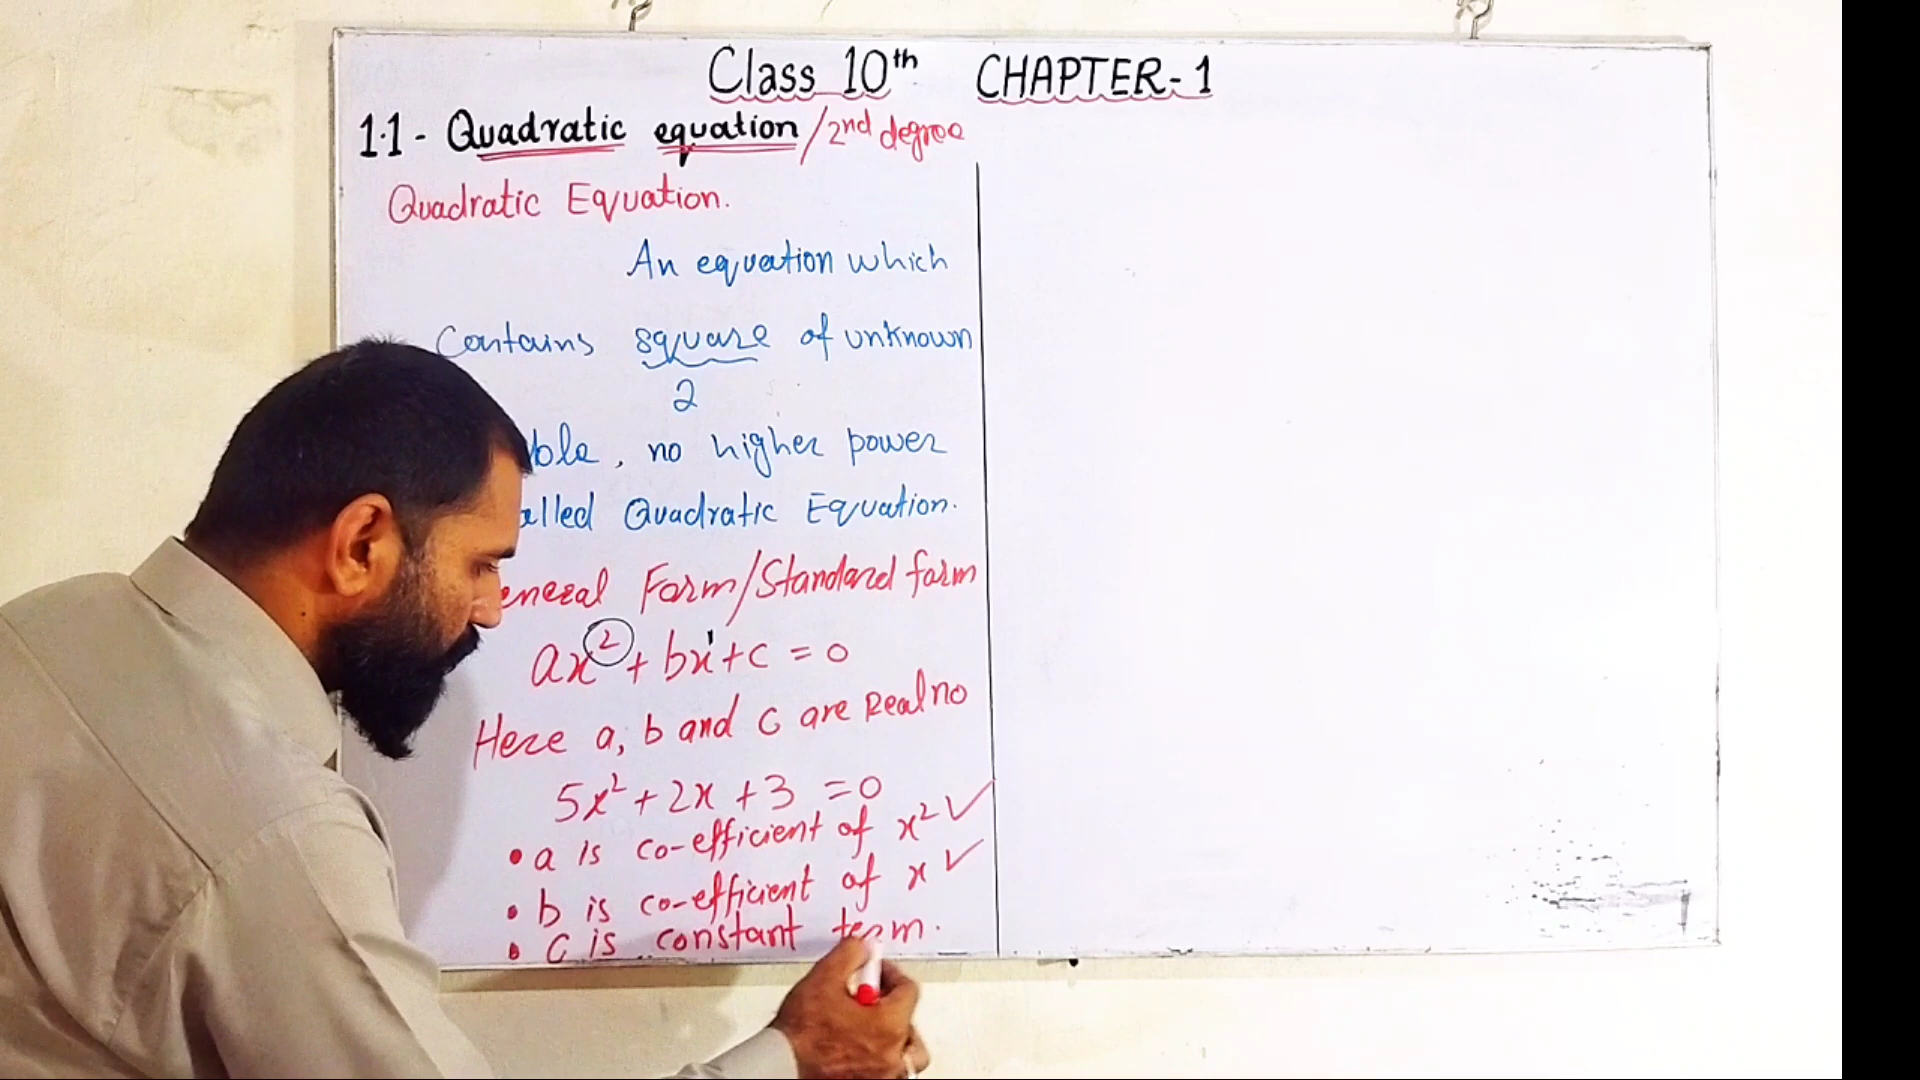 Class 10th CHAPTER-1
1.1- Quadratic equation/2nd degree
Quadratic Equation.
An equation which
Contains square of unknown
2
ble, no higher power
alled Quadratic Equation.
eneral Form/Standard form
ax²+bx¹+c=0
Here a, b and c are Real no
5x²+2x+3=0
• a is co-efficient of x² ✓
• b is co-efficient of x ✓
• C is constant term.